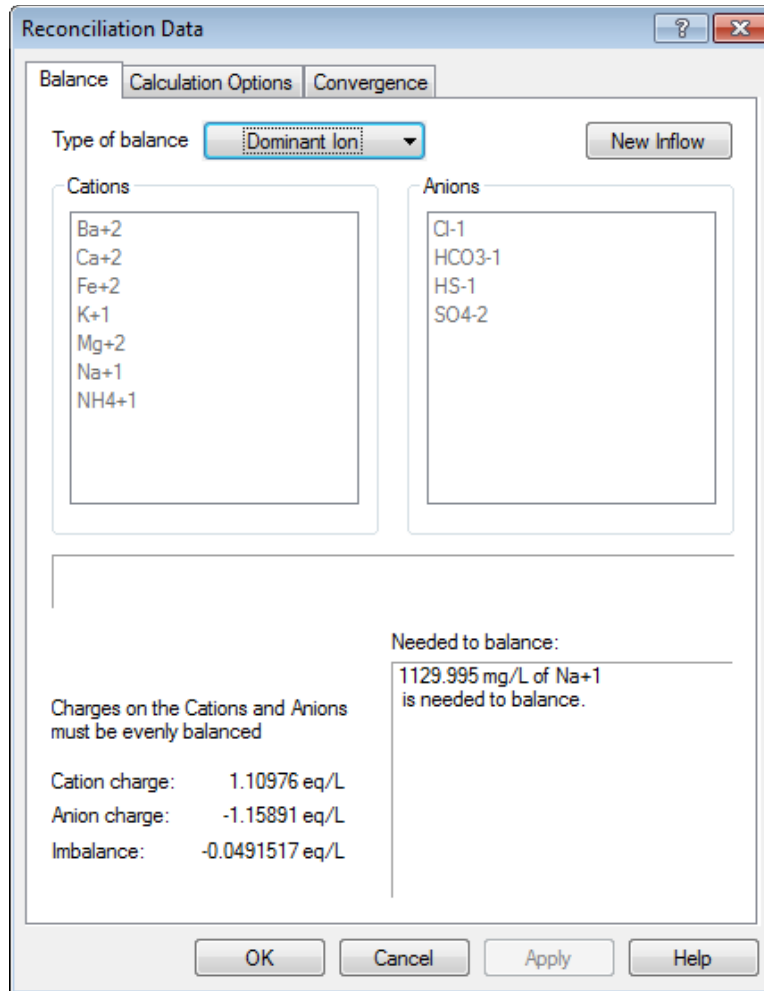 Reconciliation Data
?
Balance
Calculation Options
Convergence
Type of balance
Dominant Ion
New Inflow
Cations
Ba+2
Ca+2
Fe+2
K+1
Mg+2
Na+1
NH4+1
Anions
Cl-1
HCO3-1
HS-1
SO4-2
Needed to balance:
1129.995 mg/L of Na+1
is needed to balance.
Charges on the Cations and Anions
must be evenly balanced
Cation charge: 1.10976 eq/L
Anion charge: -1.15891 eq/L
Imbalance: -0.0491517 eq/L
OK
Cancel
Apply
Help